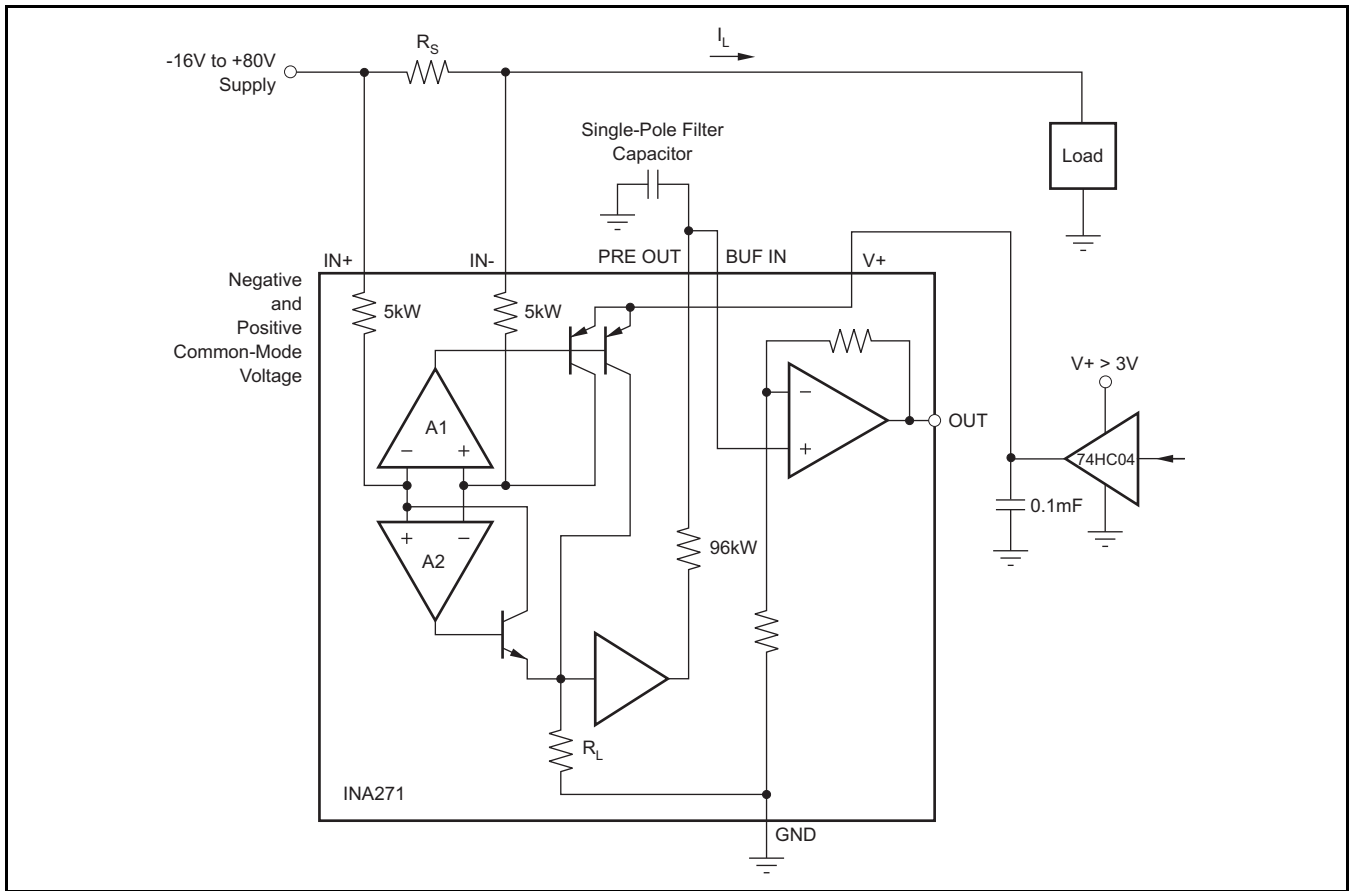 R_S
I_L
-16V to +80V
Supply
Single-Pole Filter
Capacitor
Load
IN+
IN-
PRE OUT
BUF IN
V+
Negative
and
Positive
Common-Mode
Voltage
5kW
5kW
V+ > 3V
A1
− +
−
+
OUT
74HC04
0.1mF
+ −
A2
96kW
R_L
INA271
GND